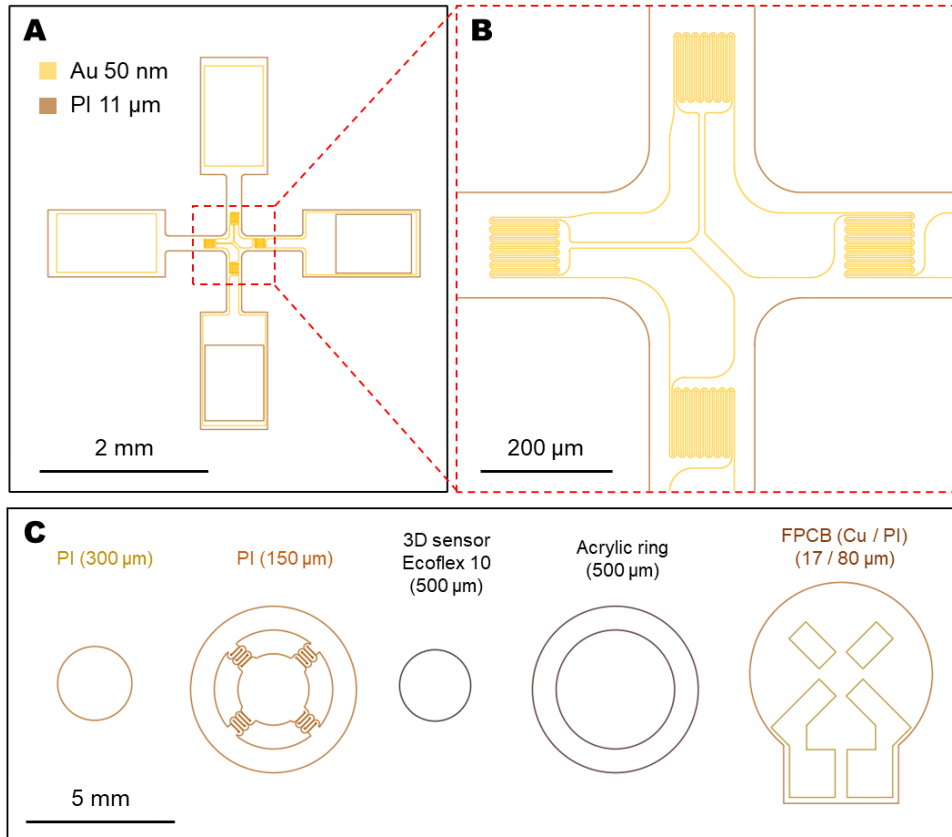 A
Au 50 nm
PI 11 µm
2 mm
B
200 µm
C
PI (300 µm)
PI (150 µm)
3D sensor
Ecoflex 10
(500 µm)
Acrylic ring
(500 µm)
FPCB (Cu / PI)
(17 / 80 µm)
5 mm